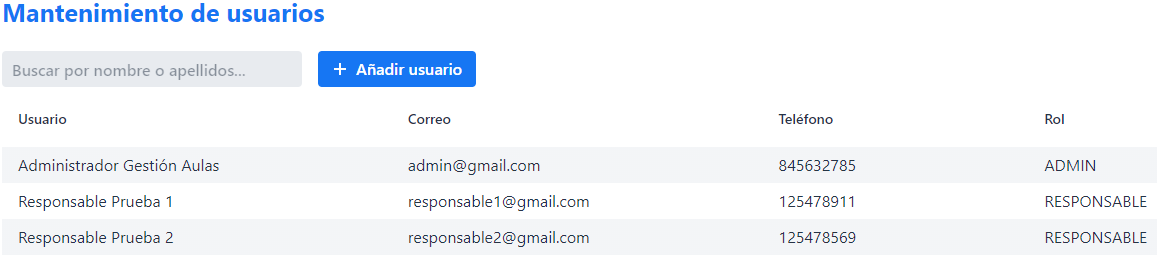 Mantenimiento de usuarios
Buscar por nombre o apellidos... + Añadir usuario
Usuario Correo Teléfono Rol
Administrador Gestión Aulas admin@gmail.com 845632785 ADMIN
Responsable Prueba 1 responsable1@gmail.com 125478911 RESPONSABLE
Responsable Prueba 2 responsable2@gmail.com 125478569 RESPONSABLE